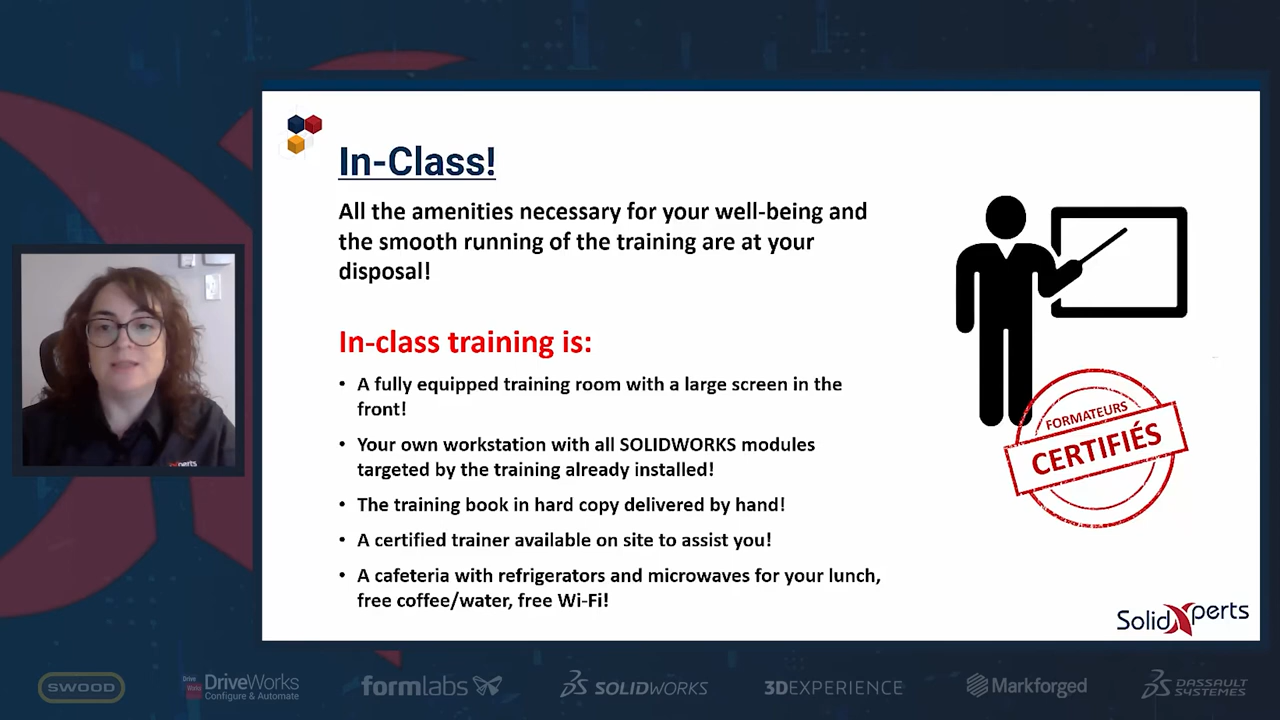 In-Class!
All the amenities necessary for your well-being and
the smooth running of the training are at your
disposal!
In-class training is:
• A fully equipped training room with a large screen in the
front!
• Your own workstation with all SOLIDWORKS modules
targeted by the training already installed!
• The training book in hard copy delivered by hand!
• A certified trainer available on site to assist you!
• A cafeteria with refrigerators and microwaves for your lunch,
free coffee/water, free Wi-Fi!
FORMATEURS
CERTIFIÉS
SolidXperts
SWOOD
Drive
Works
DriveWorks
Configure & Automate
formlabs
SOLIDWORKS
3DEXPERIENCE
Markforged
DASSAULT
SYSTEMES